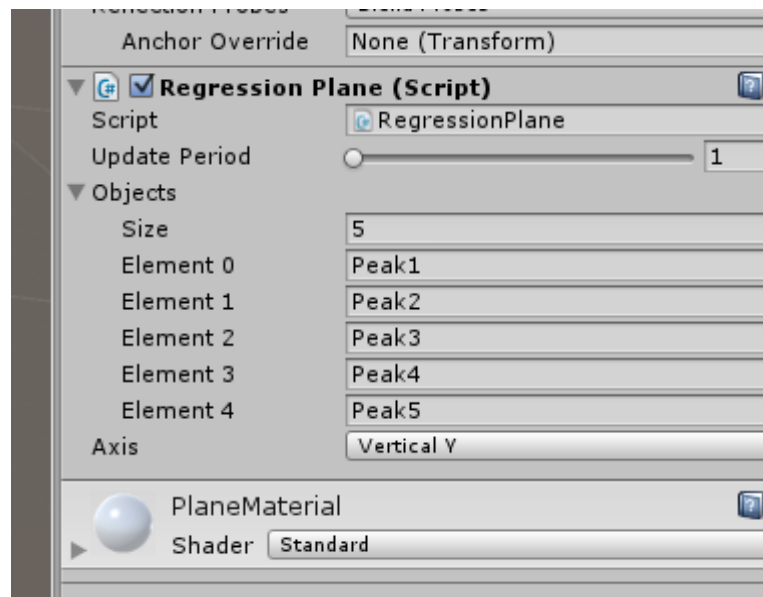 Anchor Override None (Transform)
Regression Plane (Script)
Script RegressionPlane
Update Period 1
Objects
Size 5
Element 0 Peak1
Element 1 Peak2
Element 2 Peak3
Element 3 Peak4
Element 4 Peak5
Axis Vertical Y
PlaneMaterial
Shader Standard